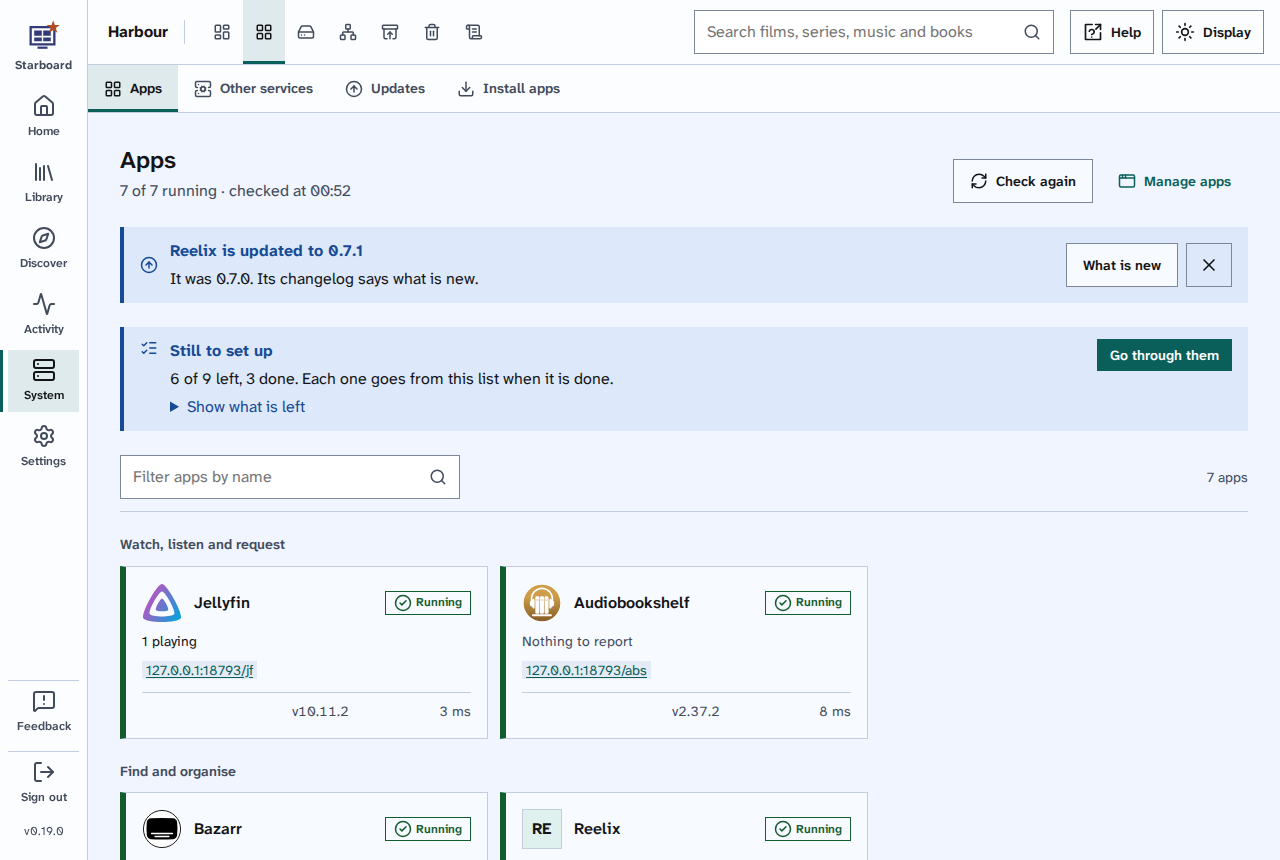 Starboard
Home
Library
Discover
Activity
System
Settings
Feedback
Sign out
v0.19.0
Harbour
Search films, series, music and books
Help
Display
Apps
Other services
Updates
Install apps
Apps
7 of 7 running · checked at 00:52
Check again
Manage apps
Reelix is updated to 0.7.1
It was 0.7.0. Its changelog says what is new.
What is new
Still to set up
6 of 9 left, 3 done. Each one goes from this list when it is done.
Show what is left
Go through them
Filter apps by name
7 apps
Watch, listen and request
Jellyfin
Running
1 playing
127.0.0.1:18793/jf
v10.11.2
3 ms
Audiobookshelf
Running
Nothing to report
127.0.0.1:18793/abs
v2.37.2
8 ms
Find and organise
Bazarr
Running
RE
Reelix
Running